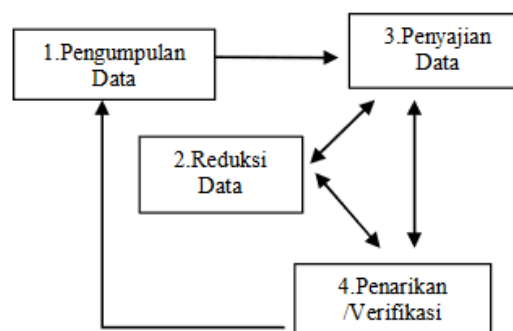 1.Pengumpulan
Data
3.Penyajian
Data
2.Reduksi
Data
4.Penarikan
/Verifikasi